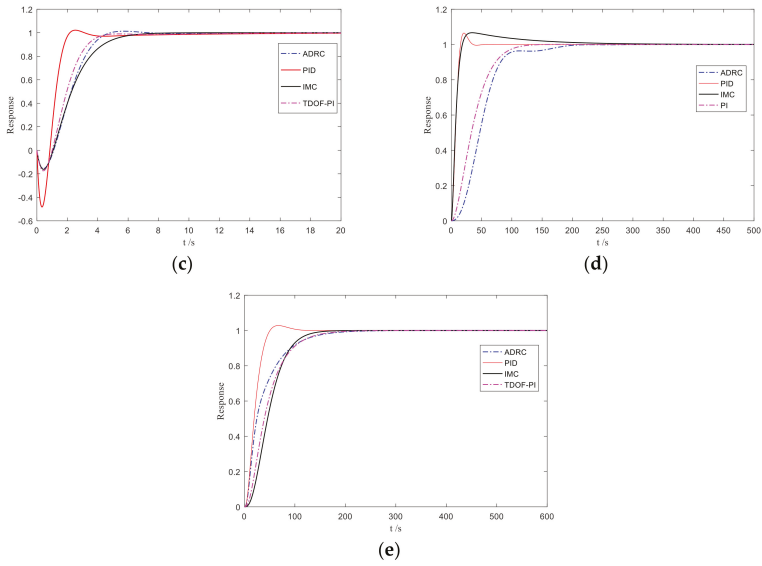 1.2
1
0.8
0.6
0.4
0.2
0
-0.2
-0.4
-0.6
Response
0 2 4 6 8 10 12 14 16 18 20
t /s
ADRC
PID
IMC
TDOF-PI
(c)
1.2
1
0.8
0.6
0.4
0.2
0
Response
0 50 100 150 200 250 300 350 400 450 500
t /s
ADRC
PID
IMC
PI
(d)
1.2
1
0.8
0.6
0.4
0.2
0
Response
0 100 200 300 400 500 600
t /s
ADRC
PID
IMC
TDOF-PI
(e)